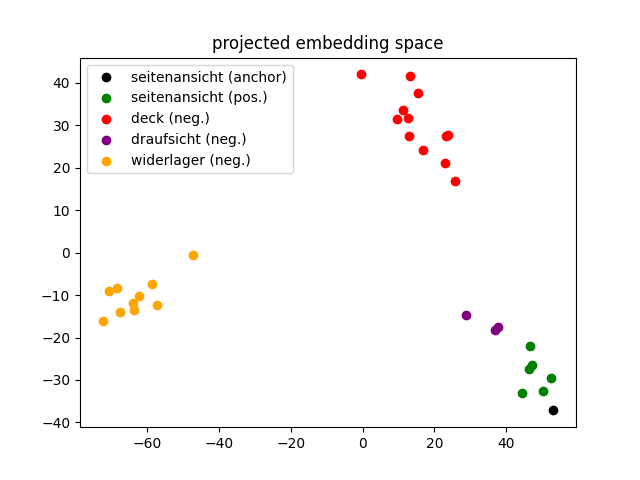 projected embedding space
seitenansicht (anchor)
seitenansicht (pos.)
deck (neg.)
draufsicht (neg.)
widerlager (neg.)
40
30
20
10
0
−10
−20
−30
−40
−60 −40 −20 0 20 40